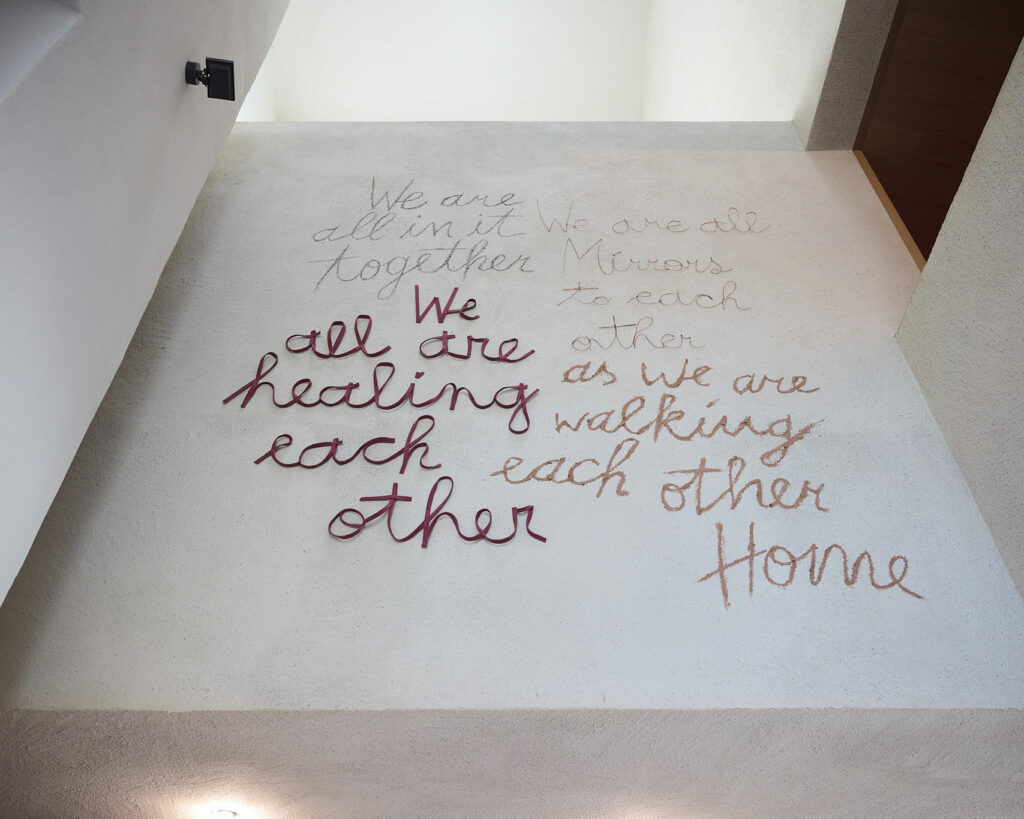 We are
all in it
together
We
all are
healing
each
other
We are all
Mirrors
to each
other
as we are
walking
each other
Home